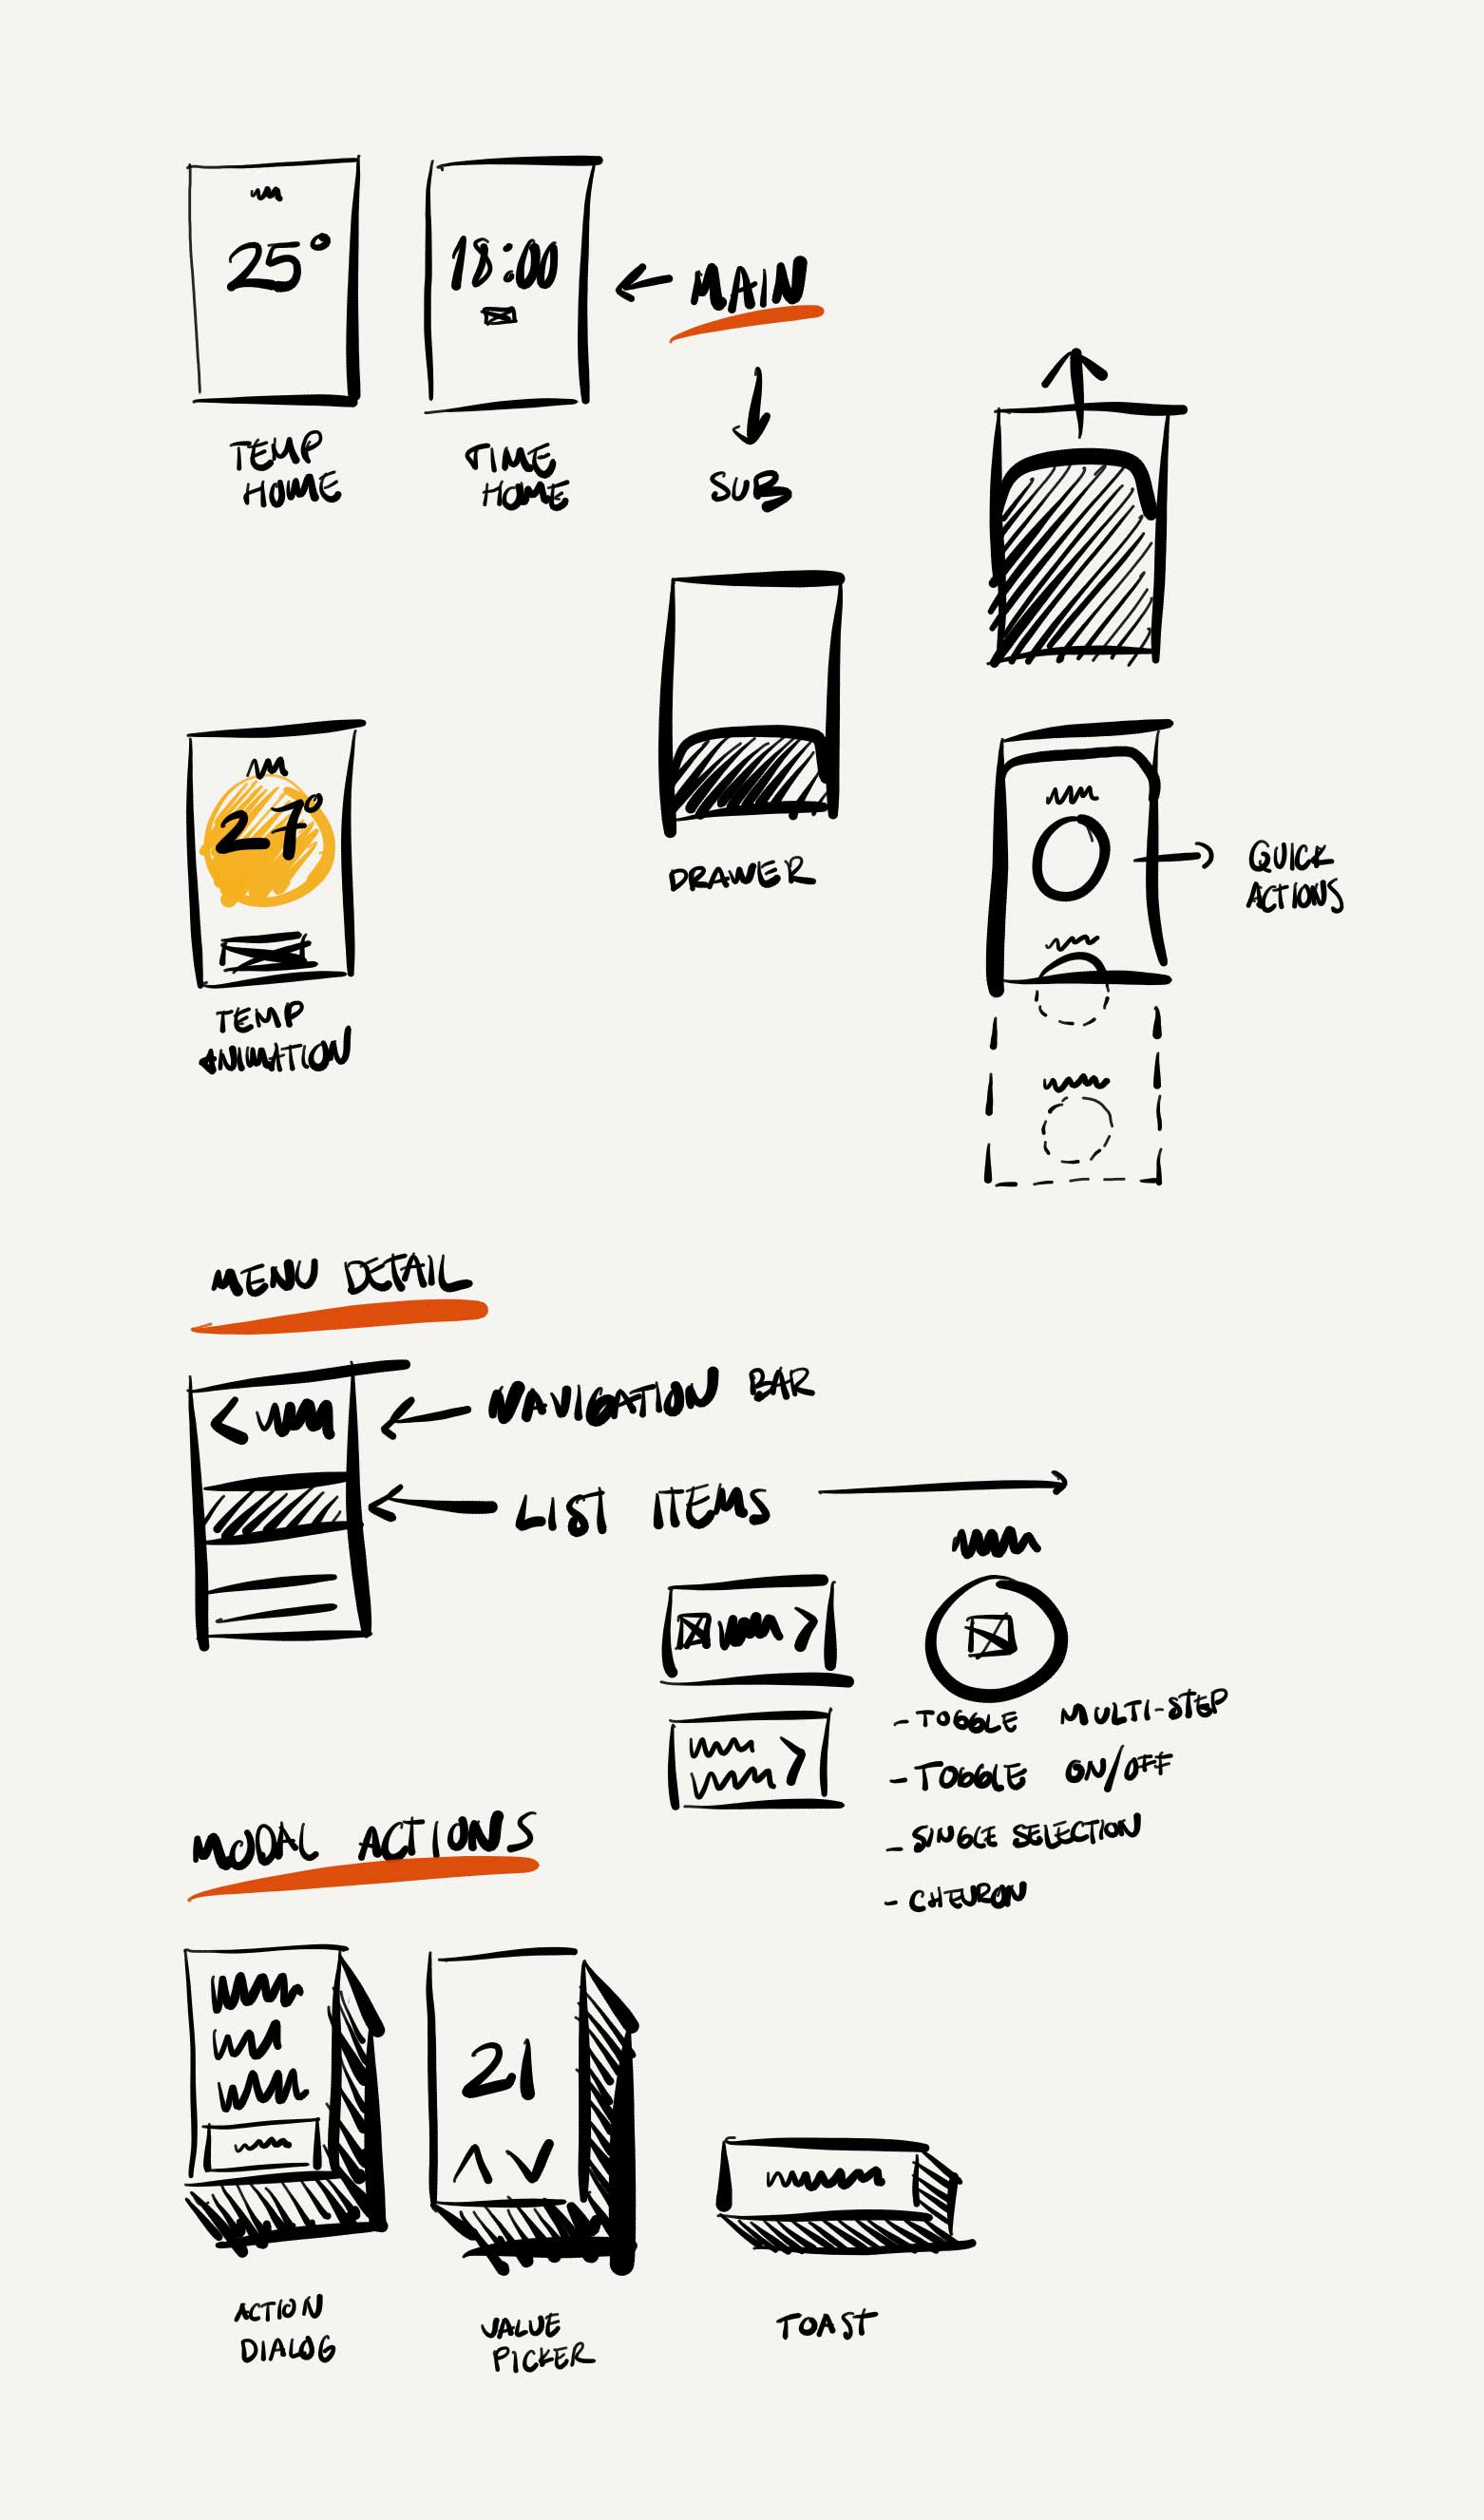 25°
18:00
MAIN
TEMP
HOME
TIME
HOME
SUB
27°
TEMP
ANIMATION
DRAWER
QUICK
ACTIONS
MENU DETAIL
NAVIGATION BAR
LIST ITEMS
- TOGGLE MULTI-STEP
- TOGGLE ON/OFF
- SINGLE SELECTION
- CHEVRON
MODAL ACTIONS
21
ACTION
DIALOG
VALUE
PICKER
TOAST